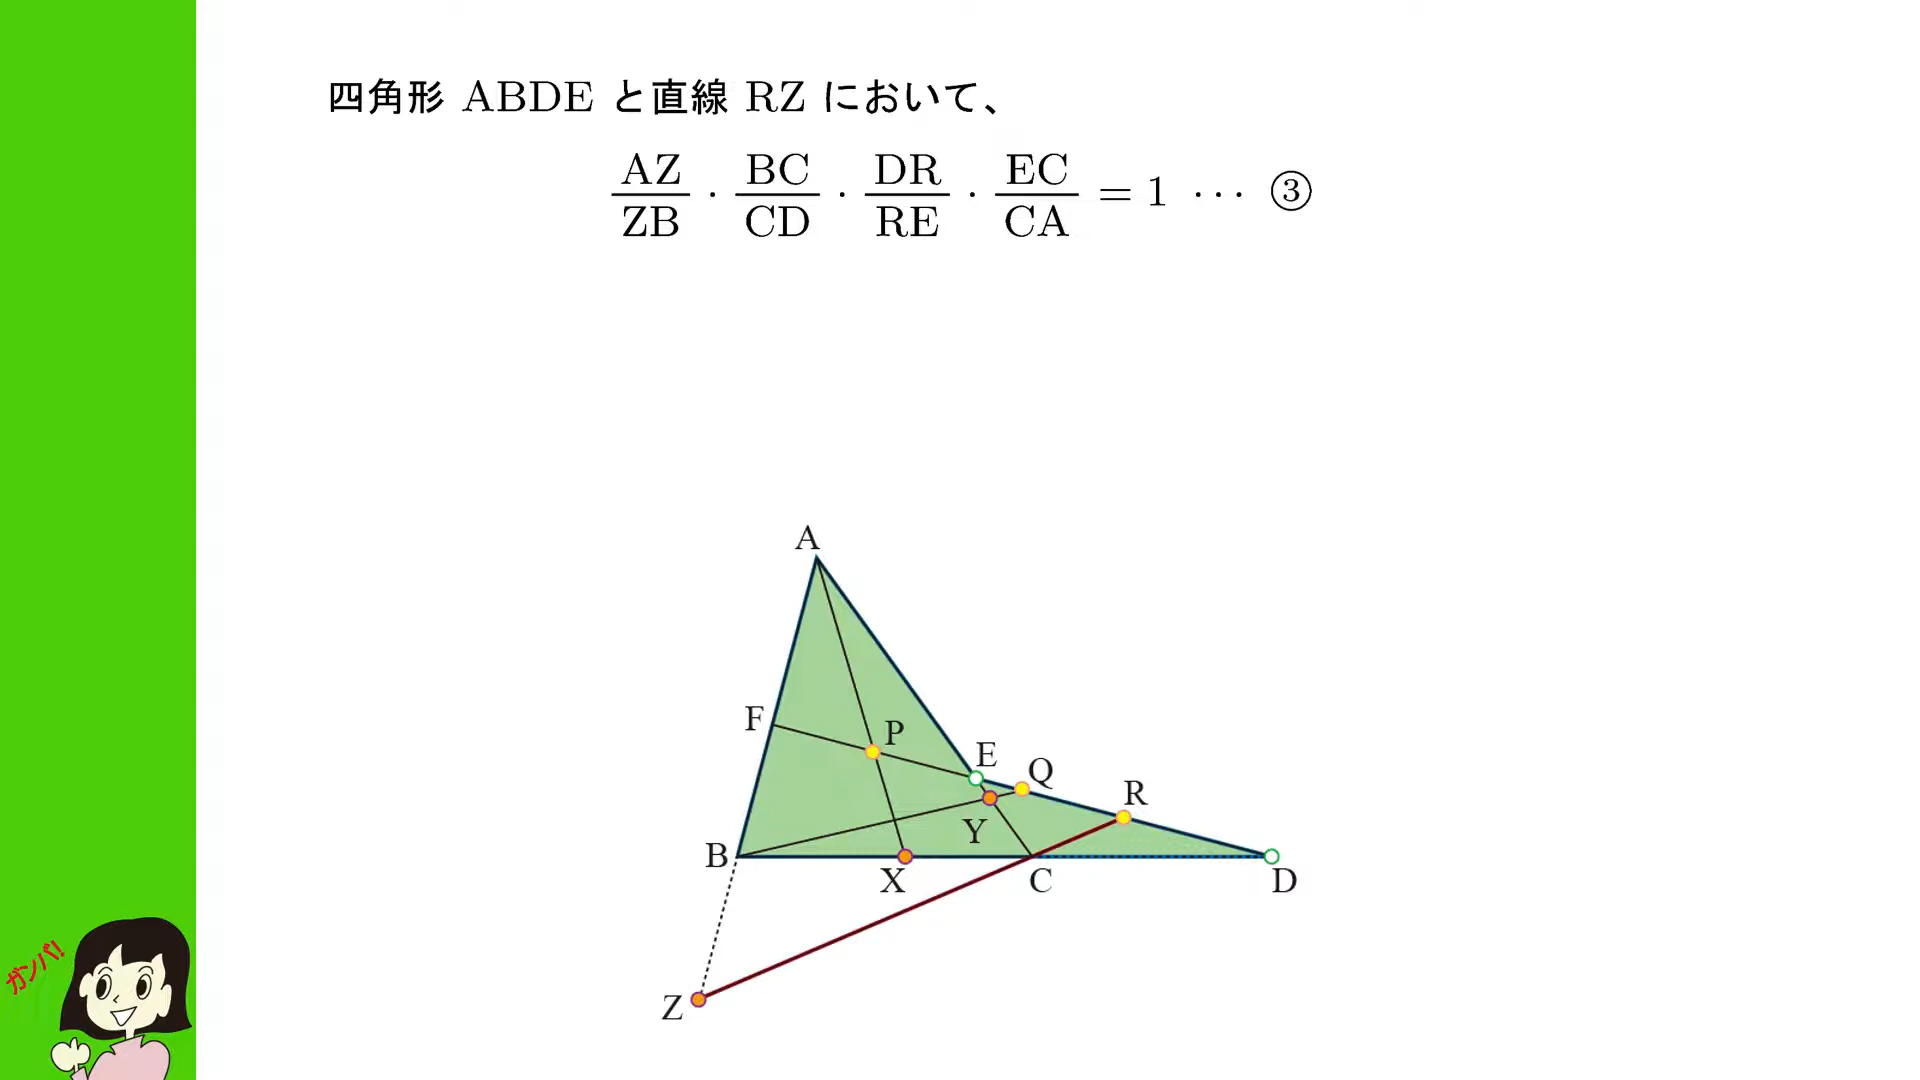 四角形 ABDE と直線 RZ において、
AZ/ZB · BC/CD · DR/RE · EC/CA = 1 ··· ③
A
F
P
E
Q
R
Y
B
X
C
D
Z
ガンバ!